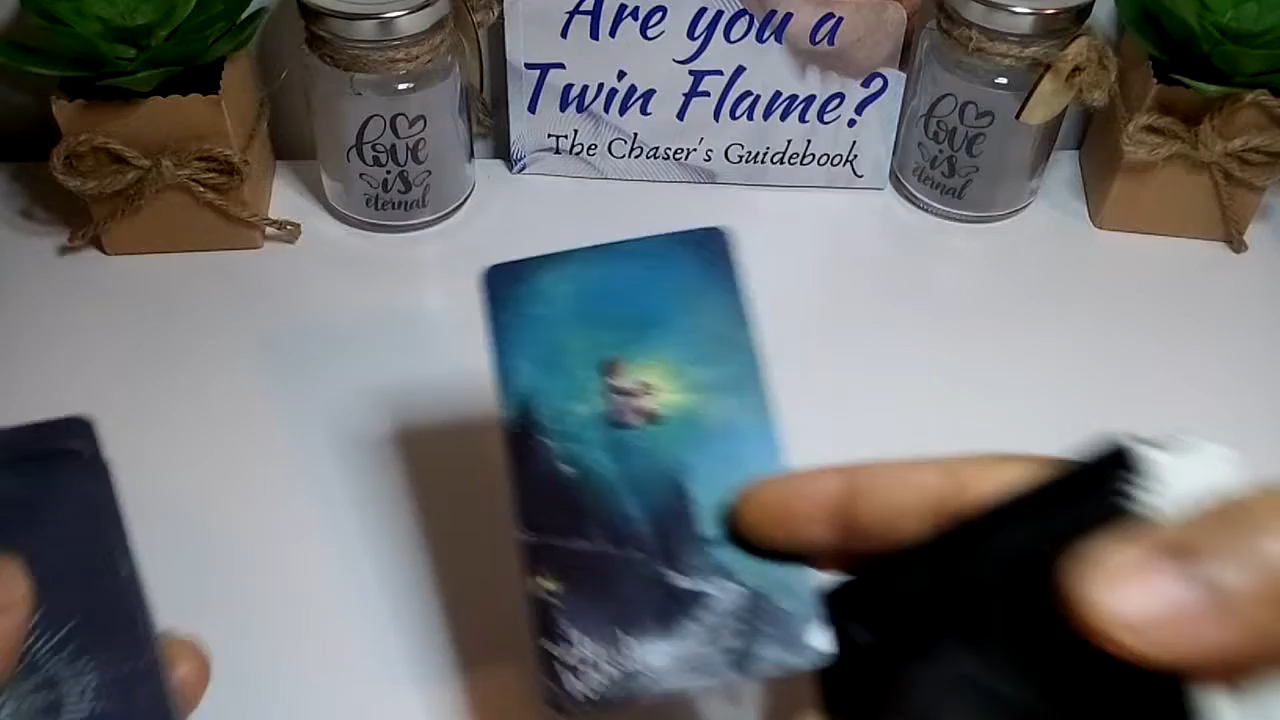 Are you a
Twin Flame?
The Chaser's Guidebook
love
is
eternal
love
is
eternal